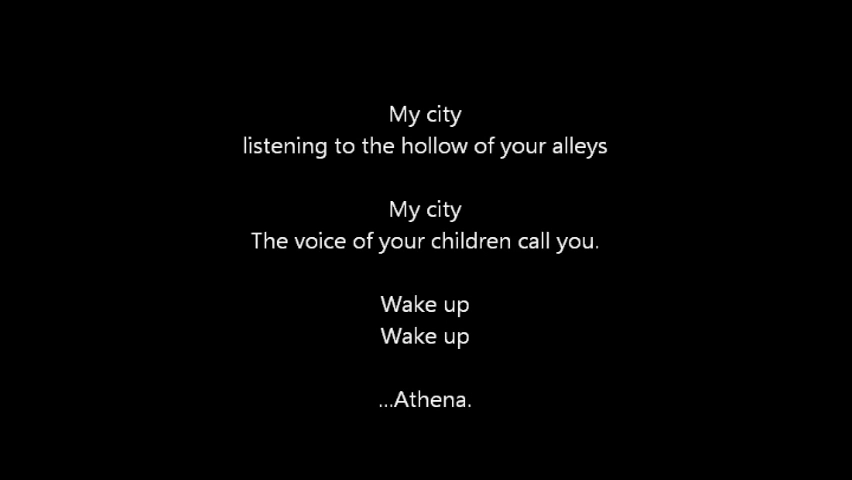 My city
listening to the hollow of your alleys
My city
The voice of your children call you.
Wake up
Wake up
...Athena.